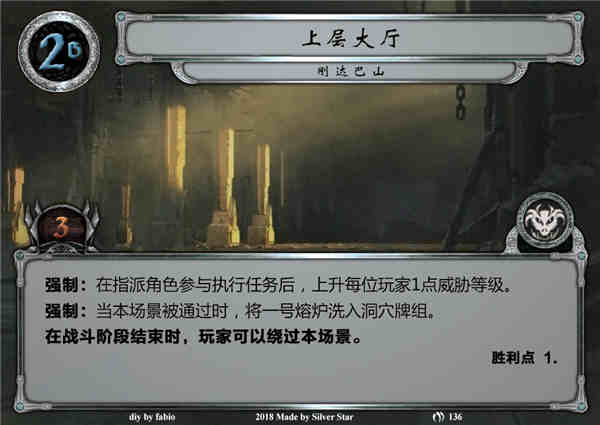 2B
上层大厅
刚达巴山
3
强制：在指派角色参与执行任务后，上升每位玩家1点威胁等级。
强制：当本场景被通过时，将一号熔炉洗入洞穴牌组。
在战斗阶段结束时，玩家可以绕过本场景。
胜利点 1.
diy by fabio 2018 Made by Silver Star 136